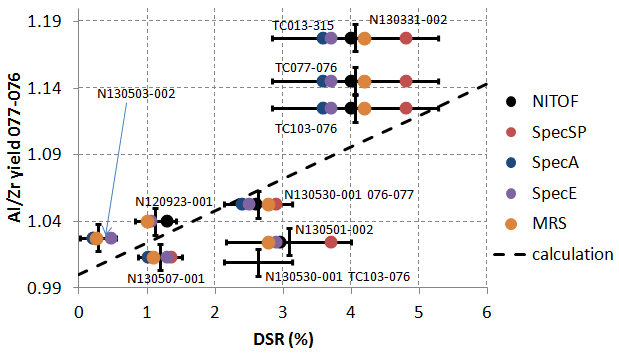 Al/Zr yield 077-076
1.19
1.14
1.09
1.04
0.99
TC013-315
N130331-002
TC077-076
TC103-076
N130503-002
N120923-001
N130530-001 076-077
N130501-002
N130507-001
N130530-001 TC103-076
0 1 2 3 4 5 6
DSR (%)
NITOF
SpecSP
SpecA
SpecE
MRS
calculation